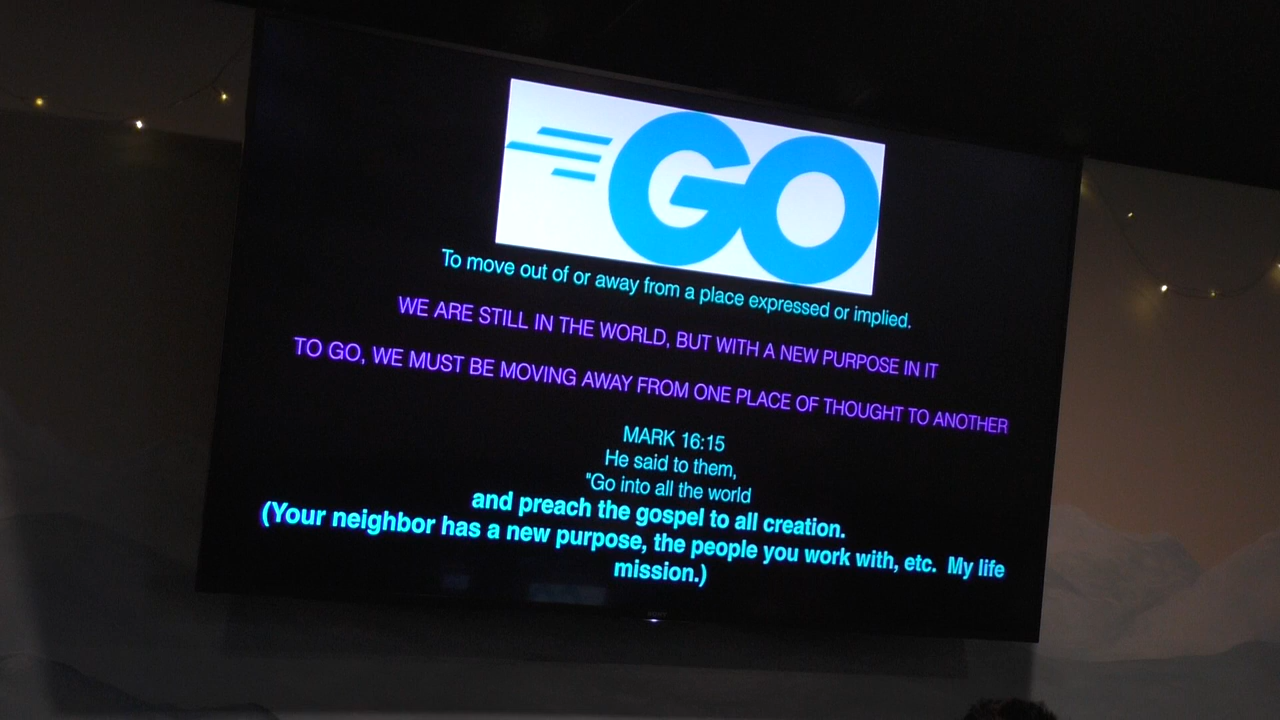 GO
To move out of or away from a place expressed or implied.
WE ARE STILL IN THE WORLD, BUT WITH A NEW PURPOSE IN IT
TO GO, WE MUST BE MOVING AWAY FROM ONE PLACE OF THOUGHT TO ANOTHER
MARK 16:15
He said to them,
"Go into all the world
and preach the gospel to all creation.
(Your neighbor has a new purpose, the people you work with, etc. My life
mission.)
SONY